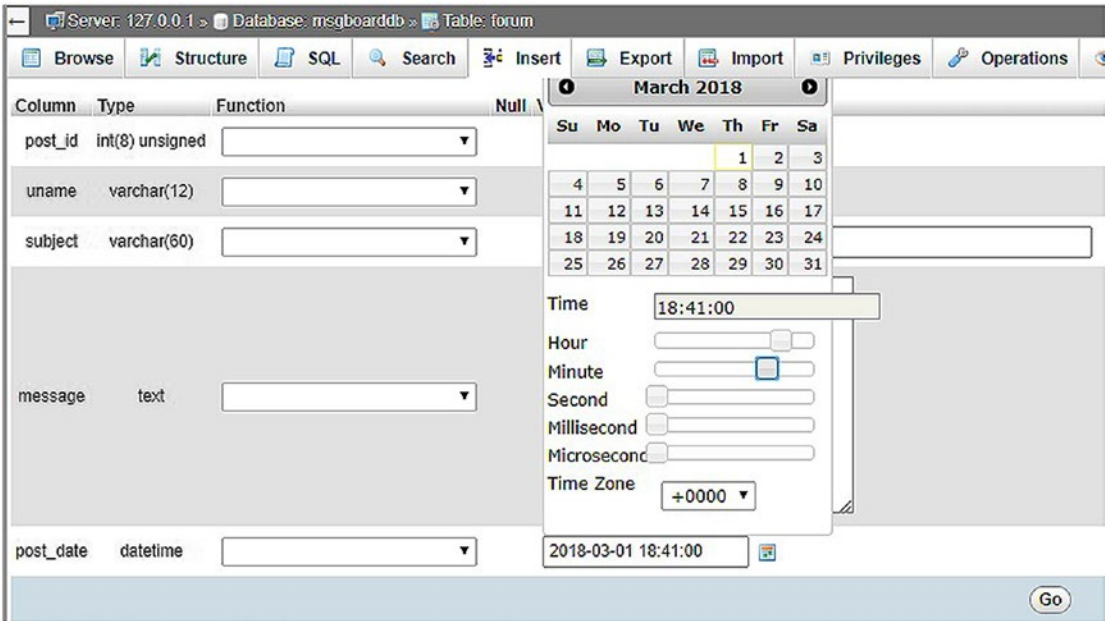 ← Server: 127.0.0.1 » Database: msgboarddb » Table: forum
Browse Structure SQL Search Insert Export Import Privileges Operations
Column Type Function Null
March 2018
Su Mo Tu We Th Fr Sa
1 2 3
4 5 6 7 8 9 10
11 12 13 14 15 16 17
18 19 20 21 22 23 24
25 26 27 28 29 30 31
post_id int(8) unsigned
uname varchar(12)
subject varchar(60)
Time 18:41:00
Hour
Minute
Second
Millisecond
Microsecond
Time Zone +0000
message text
post_date datetime 2018-03-01 18:41:00
Go